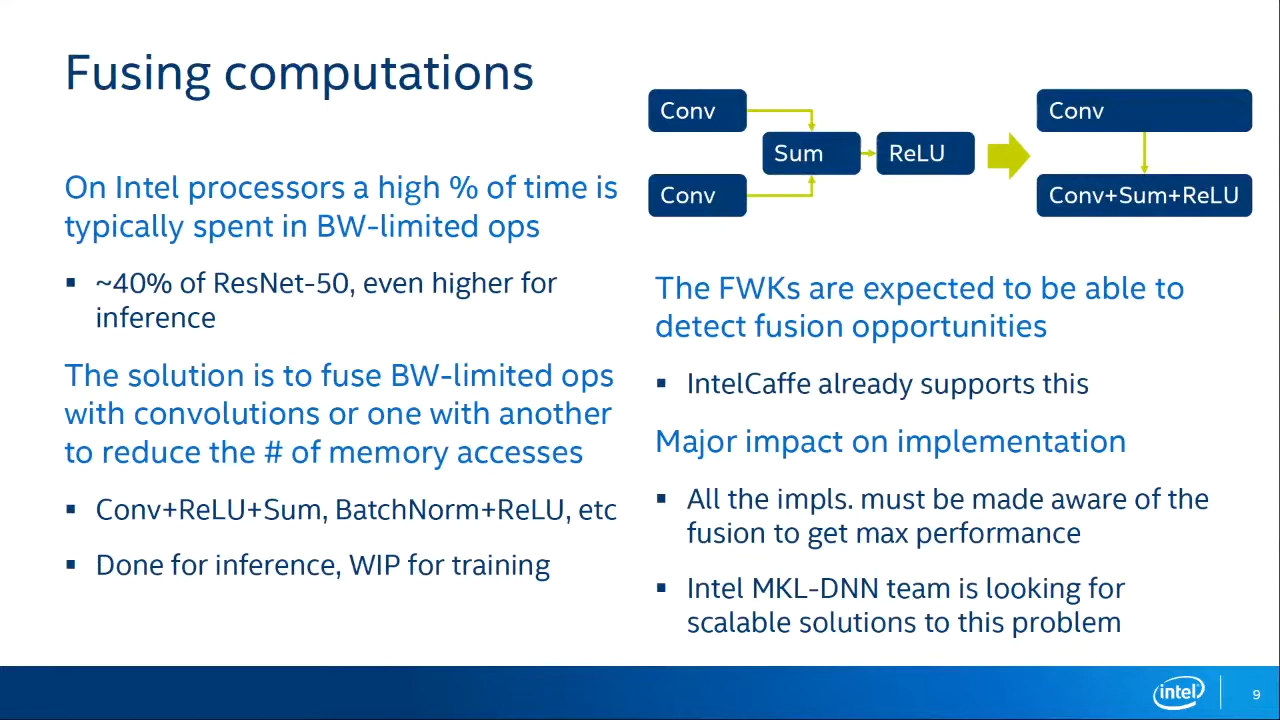 Fusing computations
On Intel processors a high % of time is
typically spent in BW-limited ops
▪ ~40% of ResNet-50, even higher for
inference
The solution is to fuse BW-limited ops
with convolutions or one with another
to reduce the # of memory accesses
▪ Conv+ReLU+Sum, BatchNorm+ReLU, etc
▪ Done for inference, WIP for training
Conv
Sum
ReLU
Conv
Conv
Conv+Sum+ReLU
The FWKs are expected to be able to
detect fusion opportunities
▪ IntelCaffe already supports this
Major impact on implementation
▪ All the impls. must be made aware of the
fusion to get max performance
▪ Intel MKL-DNN team is looking for
scalable solutions to this problem
intel
9